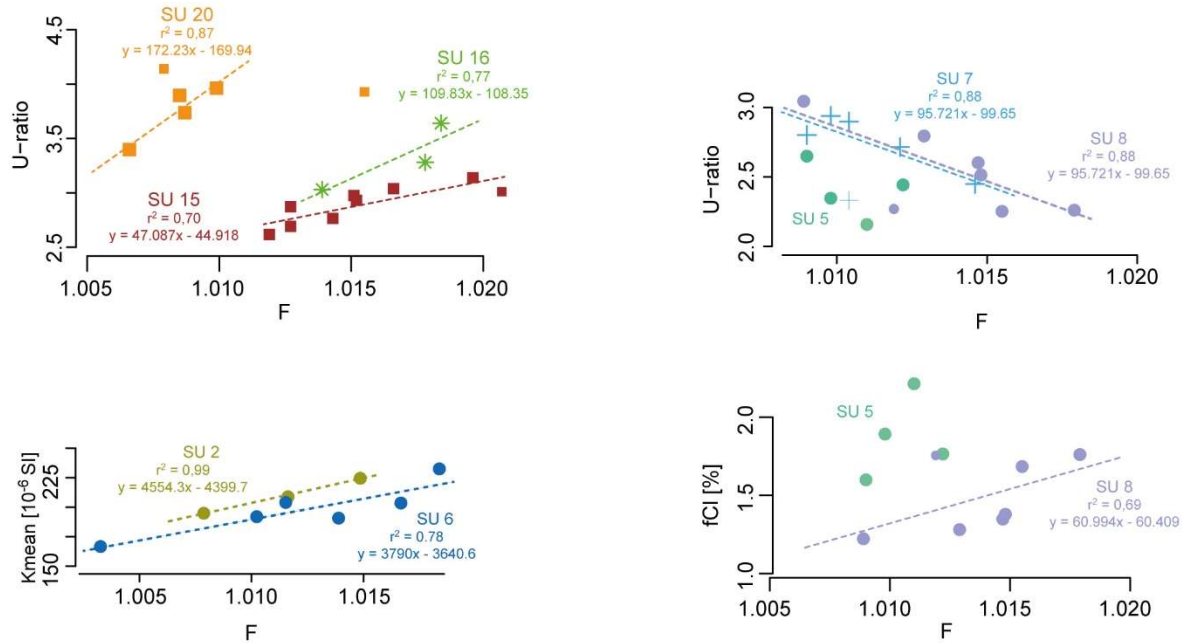 SU 20
r² = 0,87
y = 172.23x - 169.94
SU 16
r² = 0,77
y = 109.83x - 108.35
SU 15
r² = 0,70
y = 47.087x - 44.918
U-ratio
4.5
3.5
2.5
1.005
1.010
1.015
1.020
F
SU 7
r² = 0,88
y = 95.721x - 99.65
SU 8
r² = 0,88
y = 95.721x - 99.65
SU 5
U-ratio
3.0
2.5
2.0
1.010
1.015
1.020
F
SU 2
r² = 0,99
y = 4554.3x - 4399.7
SU 6
r² = 0.78
y = 3790x - 3640.6
Kmean [10⁻⁶ SI]
225
150
1.005
1.010
1.015
F
SU 5
SU 8
r² = 0,69
y = 60.994x - 60.409
fCl [%]
2.0
1.5
1.0
1.005
1.010
1.015
1.020
F